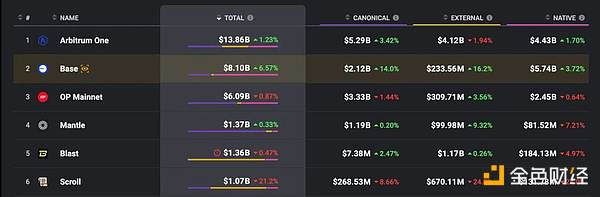 # NAME TOTAL CANONICAL EXTERNAL NATIVE
1 Arbitrum One $13.86B 1.23% $5.29B 3.42% $4.12B 1.94% $4.43B 1.70%
2 Base $8.10B 6.57% $2.12B 14.0% $233.56M 16.2% $5.74B 3.72%
3 OP Mainnet $6.09B 0.87% $3.33B 1.44% $309.71M 3.56% $2.45B 0.64%
4 Mantle $1.37B 0.33% $1.19B 0.20% $99.98M 9.32% $81.52M 7.21%
5 Blast $1.36B 0.47% $7.38M 2.47% $1.17B 0.26% $184.13M 4.97%
6 Scroll $1.07B 21.2% $268.53M 8.66% $670.11M
金色财经